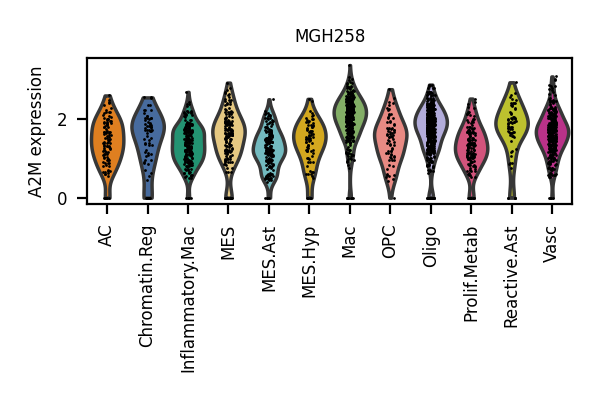 MGH258
A2M expression
2
0
AC
Chromatin.Reg
Inflammatory.Mac
MES
MES.Ast
MES.Hyp
Mac
OPC
Oligo
Prolif.Metab
Reactive.Ast
Vasc